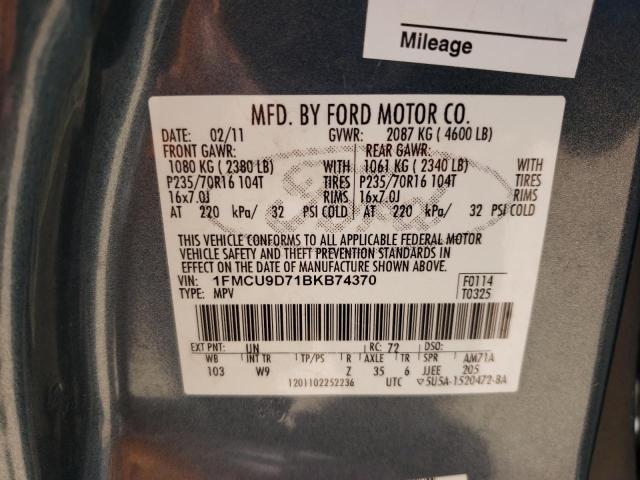 Mileage
MFD. BY FORD MOTOR CO.
DATE: 02/11 GVWR: 2087 KG ( 4600 LB)
FRONT GAWR: REAR GAWR:
1080 KG ( 2380 LB) WITH 1061 KG ( 2340 LB) WITH
P235/70R16 104T TIRES P235/70R16 104T TIRES
16x7.0J RIMS 16x7.0J RIMS
AT 220 kPa/ 32 PSI COLD AT 220 kPa/ 32 PSI COLD
THIS VEHICLE CONFORMS TO ALL APPLICABLE FEDERAL MOTOR
VEHICLE SAFETY AND THEFT PREVENTION STANDARDS IN
EFFECT ON THE DATE OF MANUFACTURE SHOWN ABOVE.
VIN: 1FMCU9D71BKB74370 F0114
TYPE: MPV T0325
EXT PNT: UN RC: 72 DSO:
WB INT TR TP/PS R AXLE TR SPR AM71A
103 W9 Z 35 6 JJEE 205
1201102252236 UTC 5U5A-1520472-BA